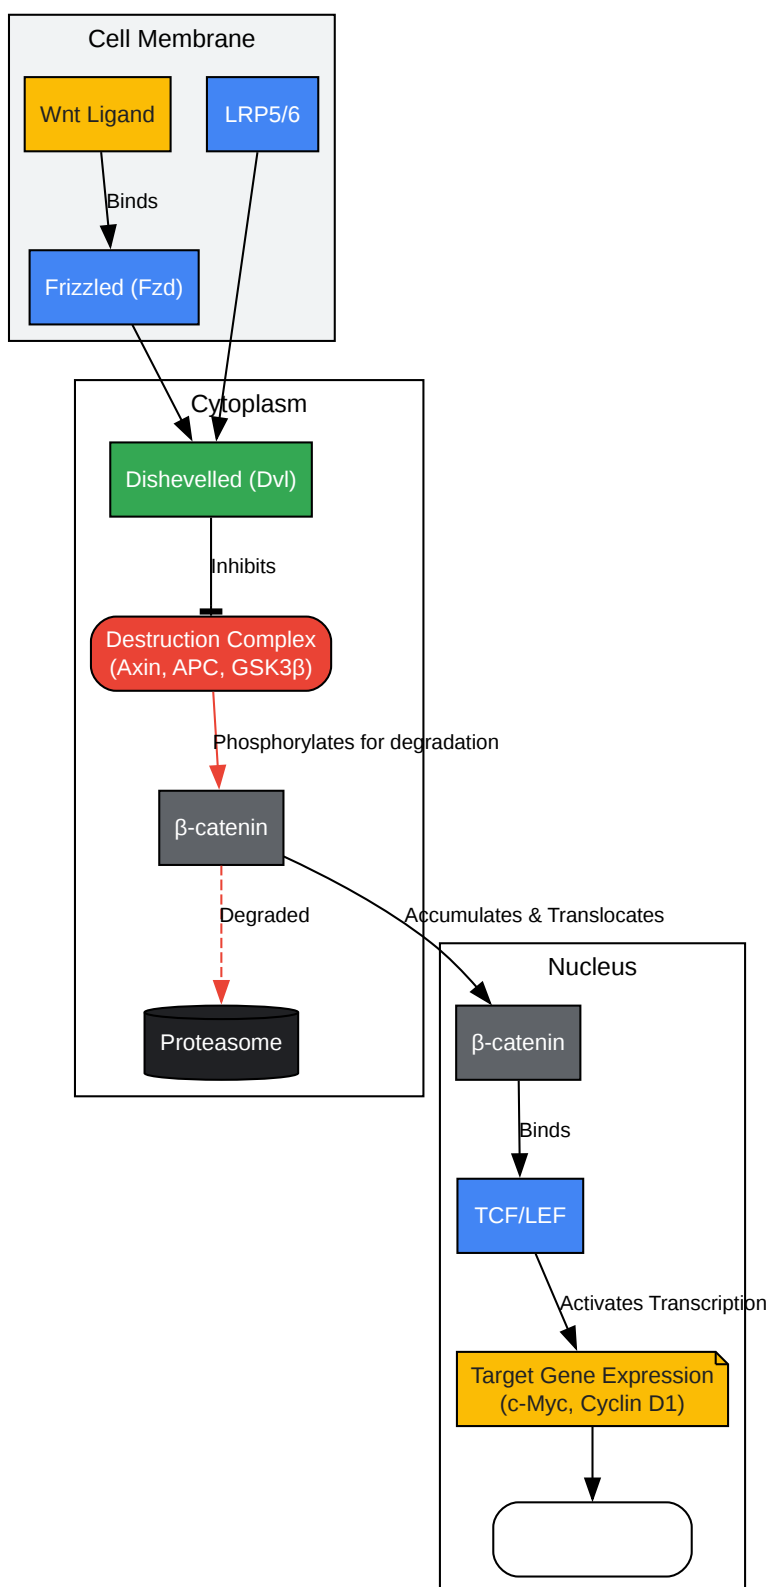 Cell Membrane
Wnt Ligand
LRP5/6
Binds
Frizzled (Fzd)
Cytoplasm
Dishevelled (Dvl)
Inhibits
Destruction Complex
(Axin, APC, GSK3β)
Phosphorylates for degradation
β-catenin
Degraded
Accumulates & Translocates
Nucleus
Proteasome
β-catenin
Binds
TCF/LEF
Activates Transcription
Target Gene Expression
(c-Myc, Cyclin D1)